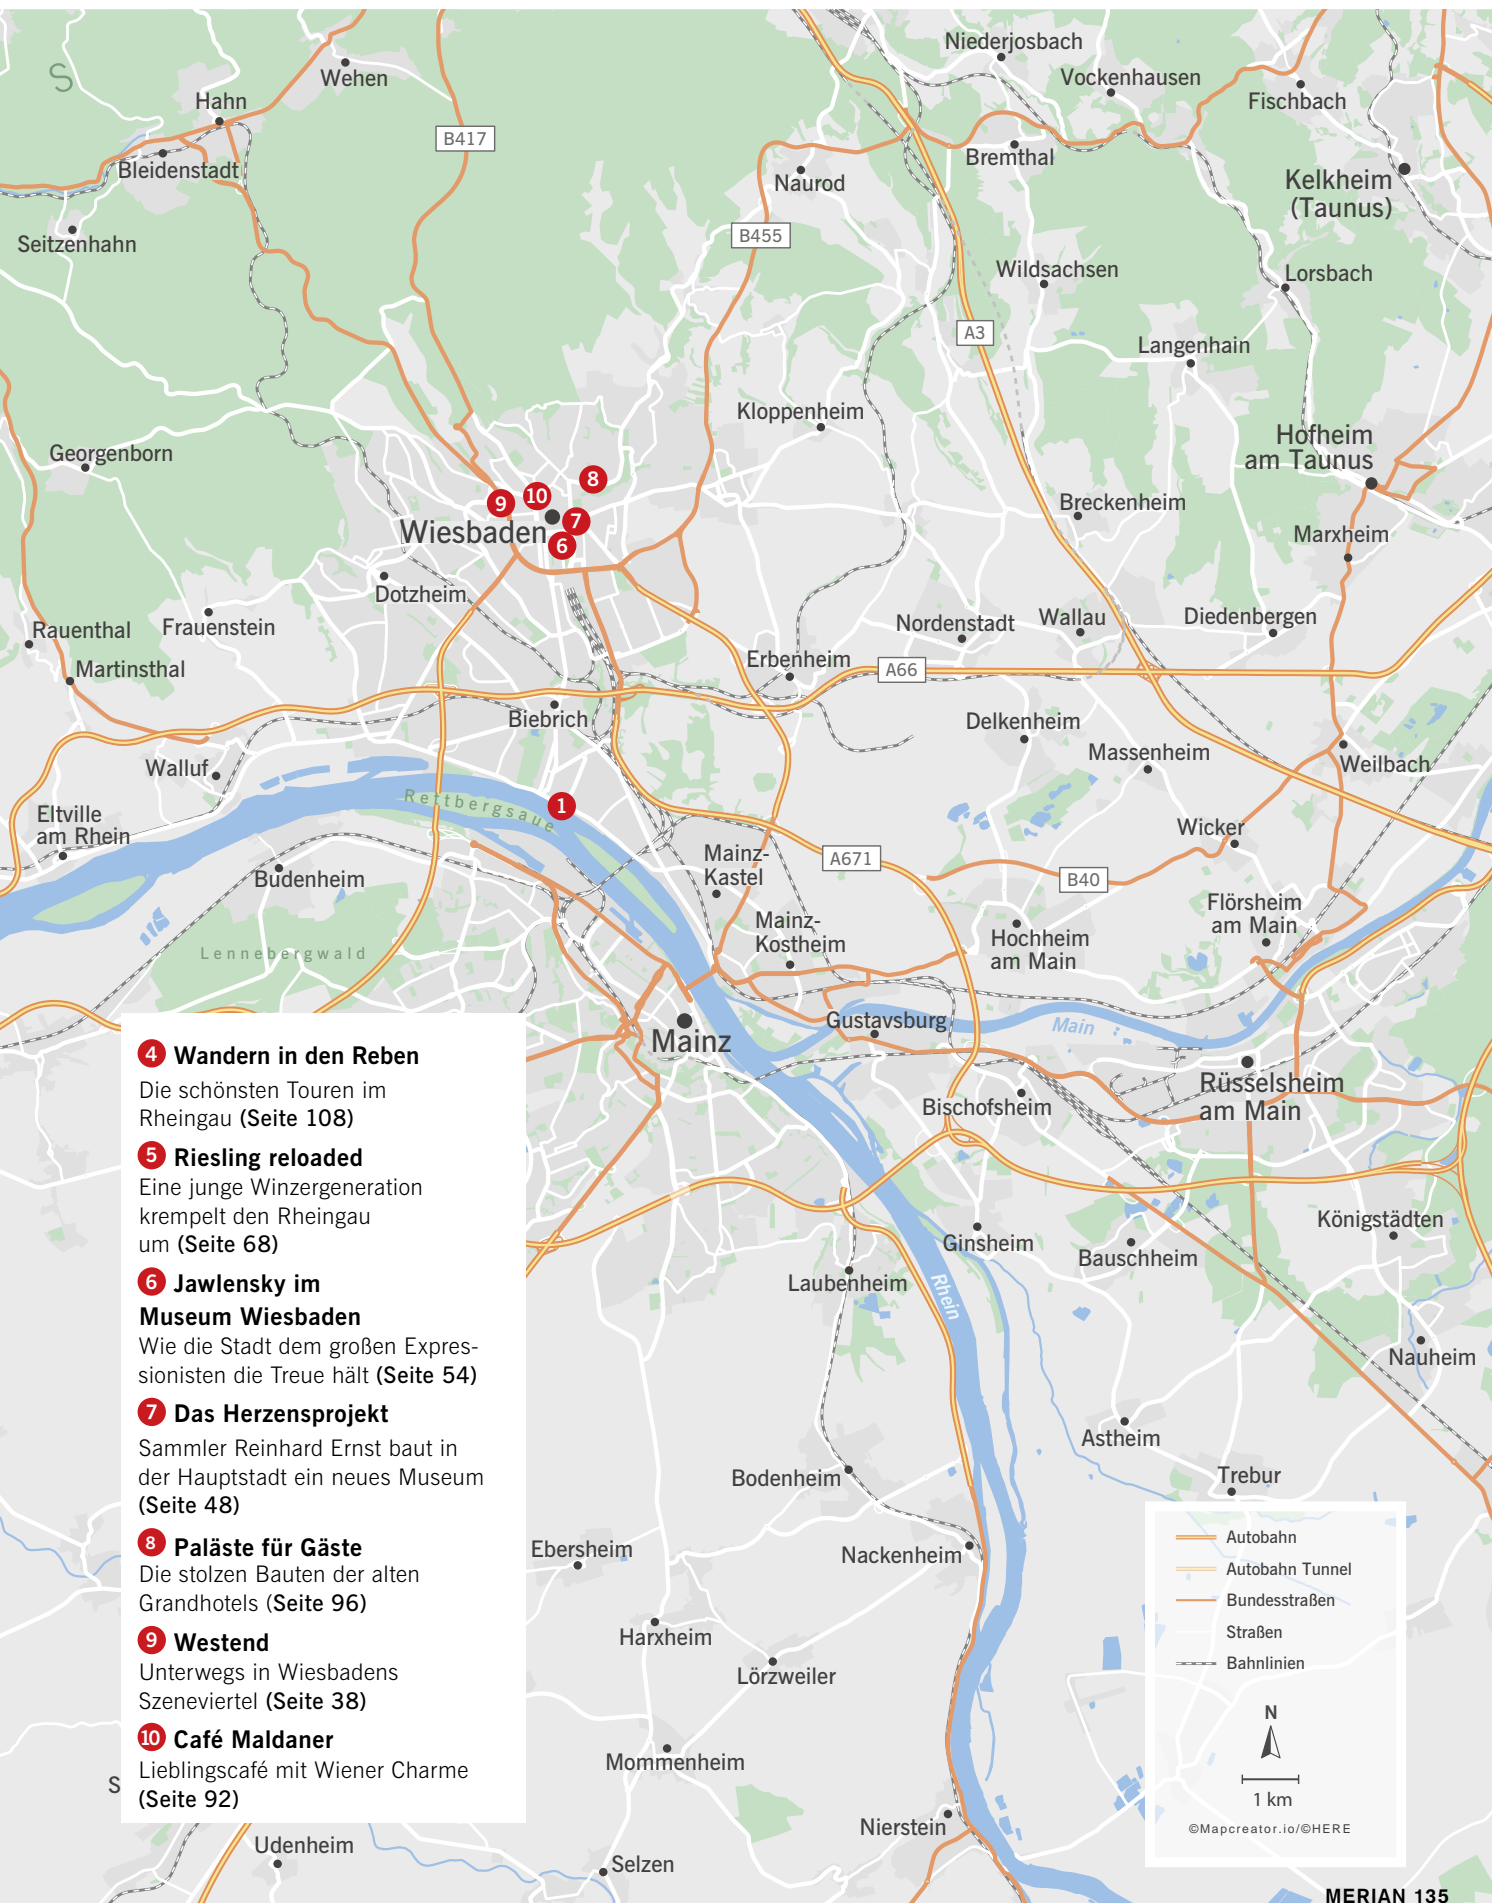 Niederjosbach
Wehen
Vockenhausen
Hahn
Fischbach
B417
Bremthal
Bleidenstadt
Naurod
Kelkheim
(Taunus)
Seitzenhahn
B455
Wildsachsen
Lorsbach
A3
Langenhain
Kloppenheim
Hofheim
am Taunus
Georgenborn
8
10
9
Breckenheim
7
Wiesbaden
6
Marxheim
Dotzheim
Rauenthal
Frauenstein
Nordenstadt
Wallau
Diedenbergen
Martinsthal
Erbenheim
A66
Biebrich
Delkenheim
Massenheim
Walluf
Weilbach
Rettbergsaue
1
Eltville
am Rhein
Wicker
Mainz-
Kastel
A671
B40
Budenheim
Flörsheim
am Main
Mainz-
Kostheim
Hochheim
am Main
Lennebergwald
Gustavsburg
Main
Mainz
Rüsselsheim
am Main
Bischofsheim
Königstädten
Ginsheim
Bauschheim
Laubenheim
Rhein
Nauheim
Astheim
Bodenheim
Trebur
Ebersheim
Nackenheim
Harxheim
Lörzweiler
Mommenheim
S
S
Nierstein
Udenheim
Selzen
4 Wandern in den Reben
Die schönsten Touren im
Rheingau (Seite 108)
5 Riesling reloaded
Eine junge Winzergeneration
krempelt den Rheingau
um (Seite 68)
6 Jawlensky im
Museum Wiesbaden
Wie die Stadt dem großen Expres-
sionisten die Treue hält (Seite 54)
7 Das Herzensprojekt
Sammler Reinhard Ernst baut in
der Hauptstadt ein neues Museum
(Seite 48)
8 Paläste für Gäste
Die stolzen Bauten der alten
Grandhotels (Seite 96)
9 Westend
Unterwegs in Wiesbadens
Szeneviertel (Seite 38)
10 Café Maldaner
Lieblingscafé mit Wiener Charme
(Seite 92)
Autobahn
Autobahn Tunnel
Bundesstraßen
Straßen
Bahnlinien
N
1 km
©Mapcreator.io/©HERE
MERIAN 135